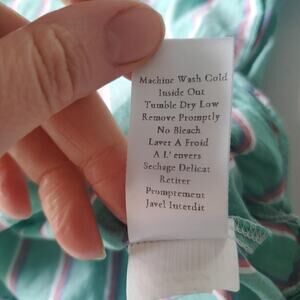 Machine Wash Cold
Inside Out
Tumble Dry Low
Remove Promptly
No Bleach
Laver A Froid
A L' envers
Sechage Delicat
Retirer
Promptement
Javel Interdit